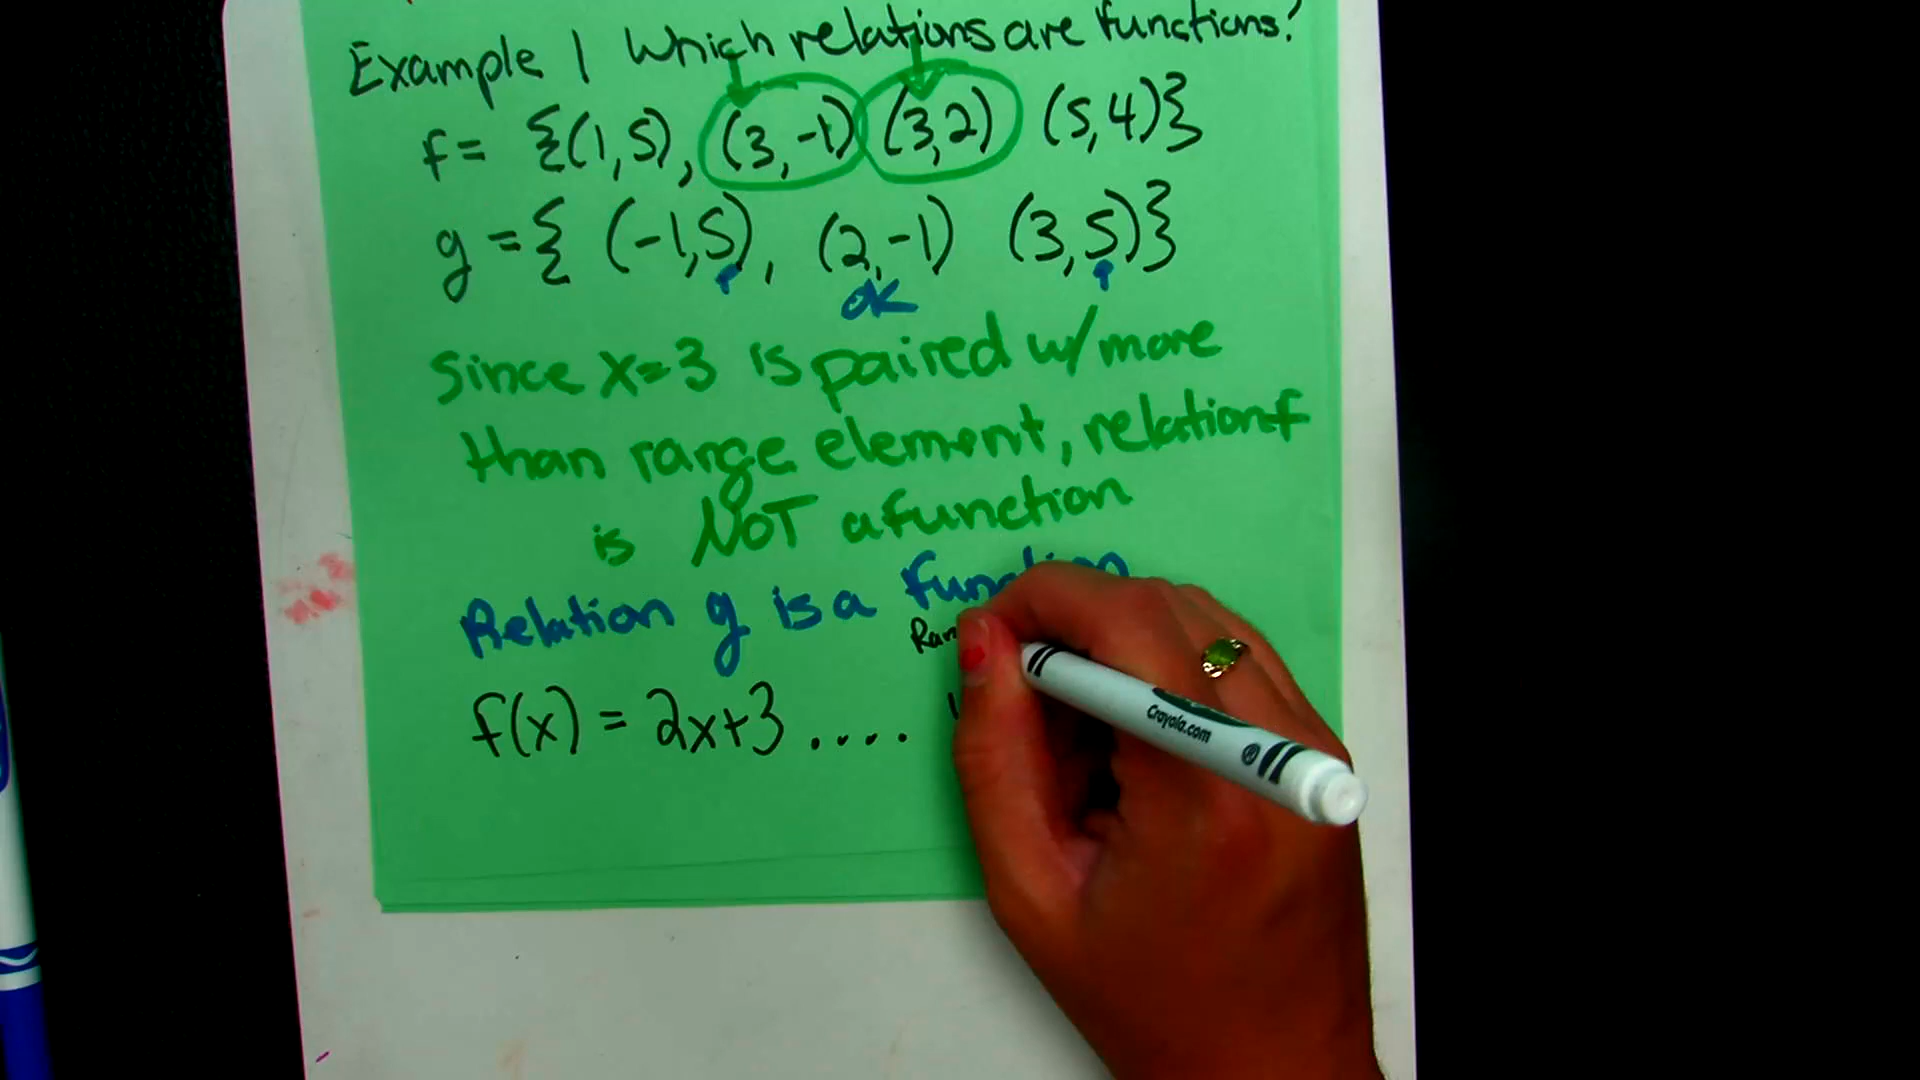 Example 1 Which relations are functions?
f = {(1,5), (3,-1) (3,2) (5,4)}
g = { (-1,5), (2,-1) (3,5)}
OK
Since x=3 is paired w/more
than range element, relation f
is NOT a function
Relation g is a function
f(x) = 2x+3 ....
Crayola.com